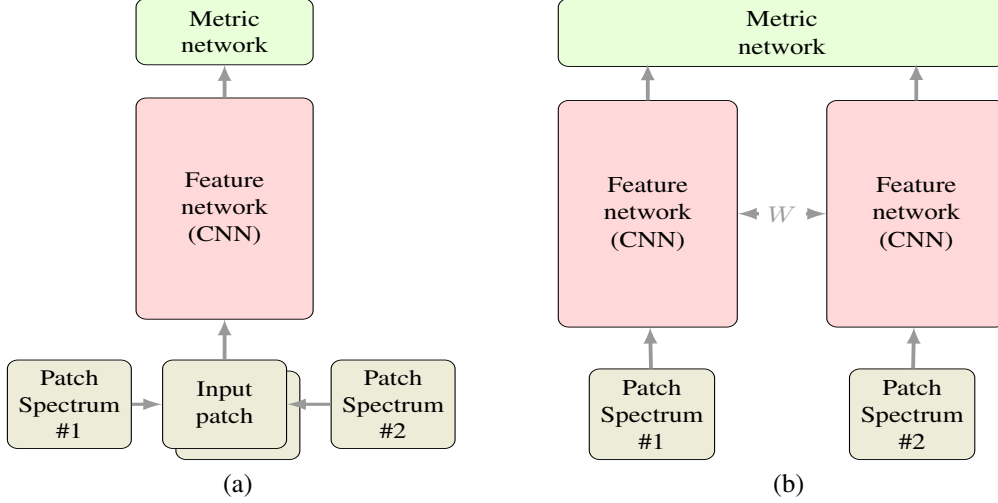 Metric
network
Feature
network
(CNN)
Patch
Spectrum
#1
Input
patch
Patch
Spectrum
#2
(a)
Metric
network
Feature
network
(CNN)
W
Feature
network
(CNN)
Patch
Spectrum
#1
Patch
Spectrum
#2
(b)